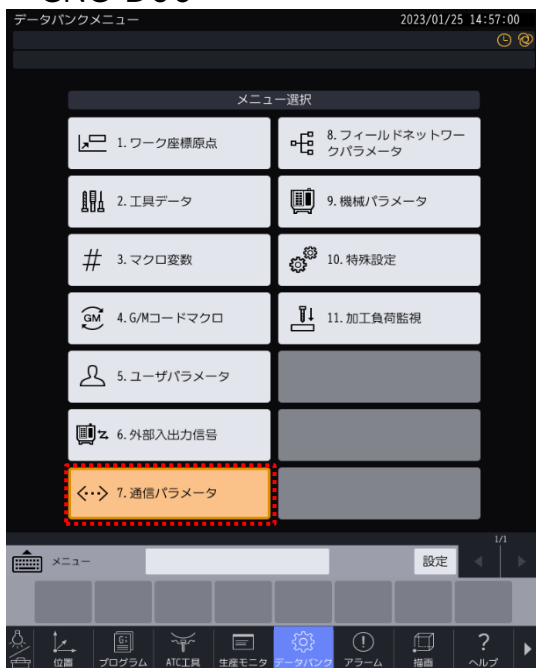 CNC-D00
データバンクメニュー 2023/01/25 14:57:00
メニュー選択
1. ワーク座標原点
2. 工具データ
3. マクロ変数
4. G/Mコードマクロ
5. ユーザパラメータ
6. 外部入出力信号
7. 通信パラメータ
8. フィールドネットワー
クパラメータ
9. 機械パラメータ
10. 特殊設定
11. 加工負荷監視
1/1
メニュー 設定
位置 プログラム ATC工具 生産モニタ データバンク アラーム 描画 ヘルプ